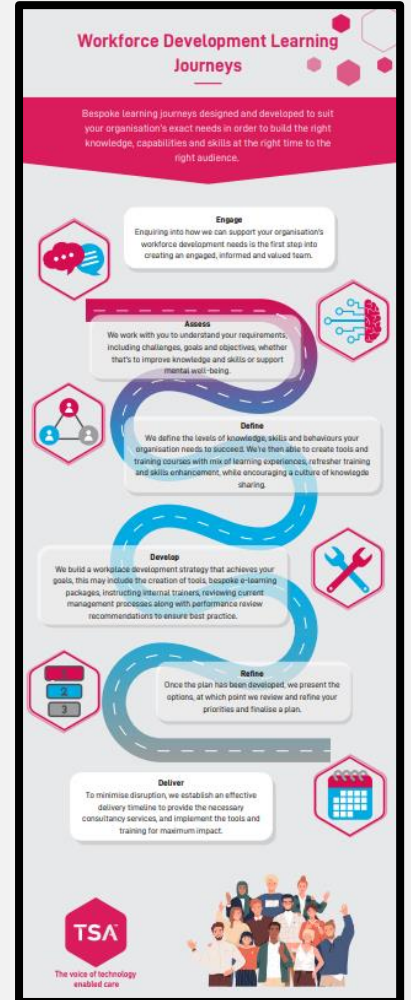 Workforce Development Learning
Journeys
Bespoke learning journeys designed and developed to suit
your organisation's exact needs in order to build the right
knowledge, capabilities and skills at the right time to the
right audience.
Engage
Enquiring into how we can support your organisation's
workforce development needs is the first step into
creating an engaged, informed and valued team.
Assess
We work with you to understand your requirements,
including challenges, goals and objectives, whether
that's to improve knowledge and skills or support
mental well-being.
Define
We define the levels of knowledge, skills and behaviours your
organisation needs to succeed. We're then able to create tools and
training courses with mix of learning experiences, refresher training
and skills enhancement, while encouraging a culture of knowlegde
sharing.
Develop
We build a workplace development strategy that achieves your
goals, this may include the creation of tools, bespoke e-learning
packages, instructing internal trainers, reviewing current
management processes along with performance review
recommendations to ensure best practice.
1
2
3
Refine
Once the plan has been developed, we present the
options, at which point we review and refine your
priorities and finalise a plan.
Deliver
To minimise disruption, we establish an effective
delivery timeline to provide the necessary
consultancy services, and implement the tools and
training for maximum impact.
TSA
The voice of technology
enabled care